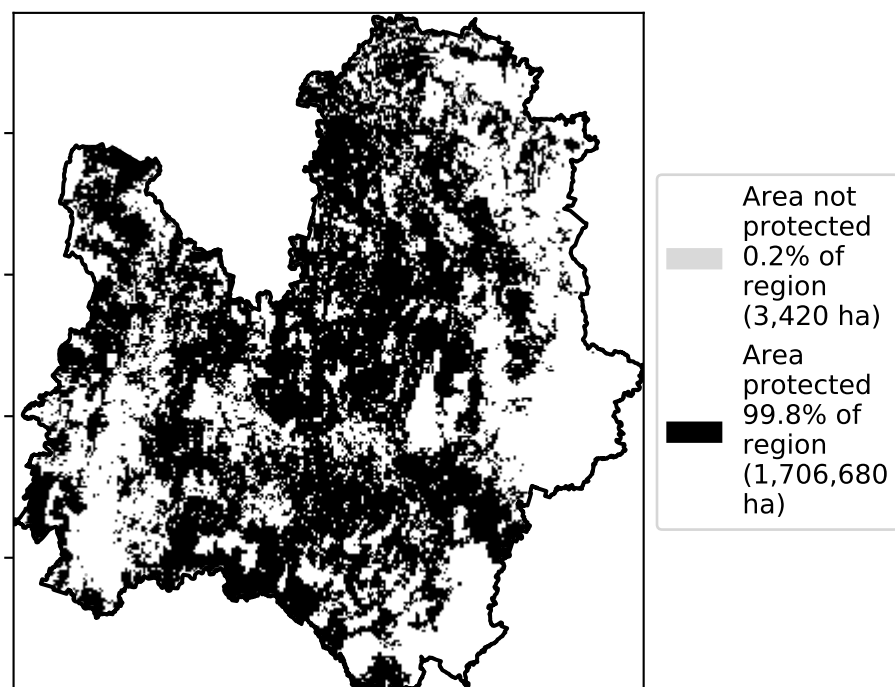 Area not
protected
0.2% of
region
(3,420 ha)
Area
protected
99.8% of
region
(1,706,680
ha)